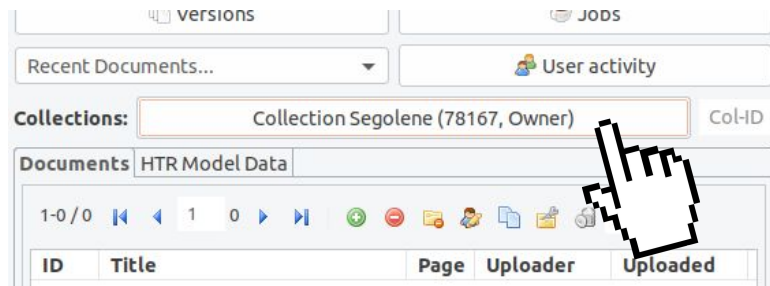 Versions Jobs
Recent Documents... User activity
Collections: Collection Segolene (78167, Owner) Col-ID
Documents HTR Model Data
1-0 / 0 1 0
ID Title Page Uploader Uploaded